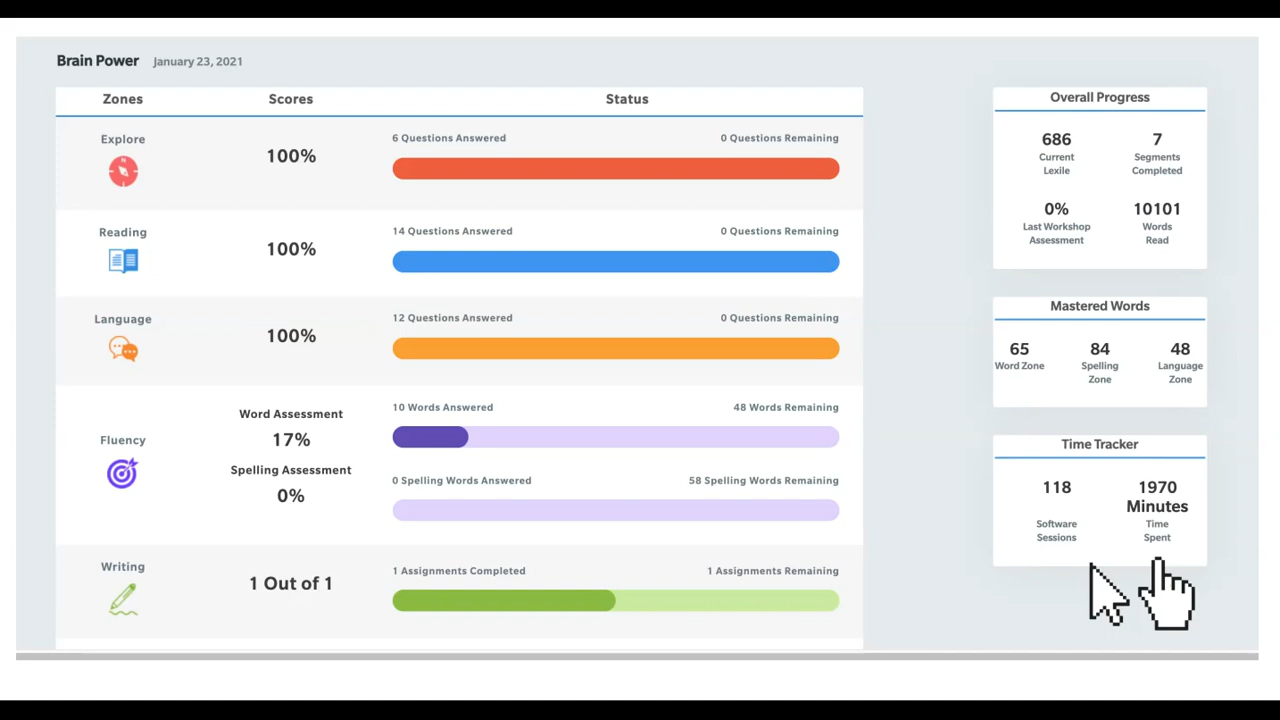 Brain Power January 23, 2021
Zones Scores Status
Explore
100%
6 Questions Answered 0 Questions Remaining
Reading
100%
14 Questions Answered 0 Questions Remaining
Language
100%
12 Questions Answered 0 Questions Remaining
Fluency
Word Assessment
17%
10 Words Answered 48 Words Remaining
Spelling Assessment
0%
0 Spelling Words Answered 58 Spelling Words Remaining
Writing
1 Out of 1
1 Assignments Completed 1 Assignments Remaining
Overall Progress
686
Current
Lexile
7
Segments
Completed
0%
Last Workshop
Assessment
10101
Words
Read
Mastered Words
65
Word Zone
84
Spelling
Zone
48
Language
Zone
Time Tracker
118
Software
Sessions
1970
Minutes
Time
Spent